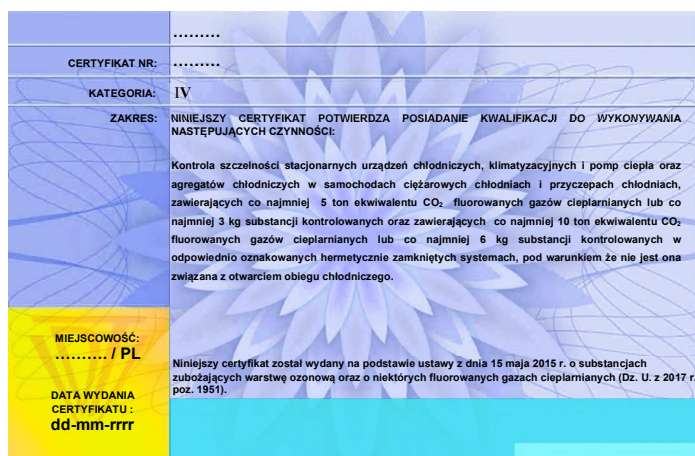 .........
CERTYFIKAT NR: .........
KATEGORIA: IV
ZAKRES: NINIEJSZY CERTYFIKAT POTWIERDZA POSIADANIE KWALIFIKACJI DO WYKONYWANIA
NASTĘPUJĄCYCH CZYNNOŚCI:
Kontrola szczelności stacjonarnych urządzeń chłodniczych, klimatyzacyjnych i pomp ciepła oraz
agregatów chłodniczych w samochodach ciężarowych chłodniach i przyczepach chłodniach,
zawierających co najmniej 5 ton ekwiwalentu CO₂ fluorowanych gazów cieplarnianych lub co
najmniej 3 kg substancji kontrolowanych oraz zawierających co najmniej 10 ton ekwiwalentu CO₂
fluorowanych gazów cieplarnianych lub co najmniej 6 kg substancji kontrolowanych w
odpowiednio oznakowanych hermetycznie zamkniętych systemach, pod warunkiem że nie jest ona
związana z otwarciem obiegu chłodniczego.
MIEJSCOWOŚĆ:
.......... / PL
Niniejszy certyfikat został wydany na podstawie ustawy z dnia 15 maja 2015 r. o substancjach
zubożających warstwę ozonową oraz o niektórych fluorowanych gazach cieplarnianych (Dz. U. z 2017 r.
poz. 1951).
DATA WYDANIA
CERTYFIKATU :
dd-mm-rrrr